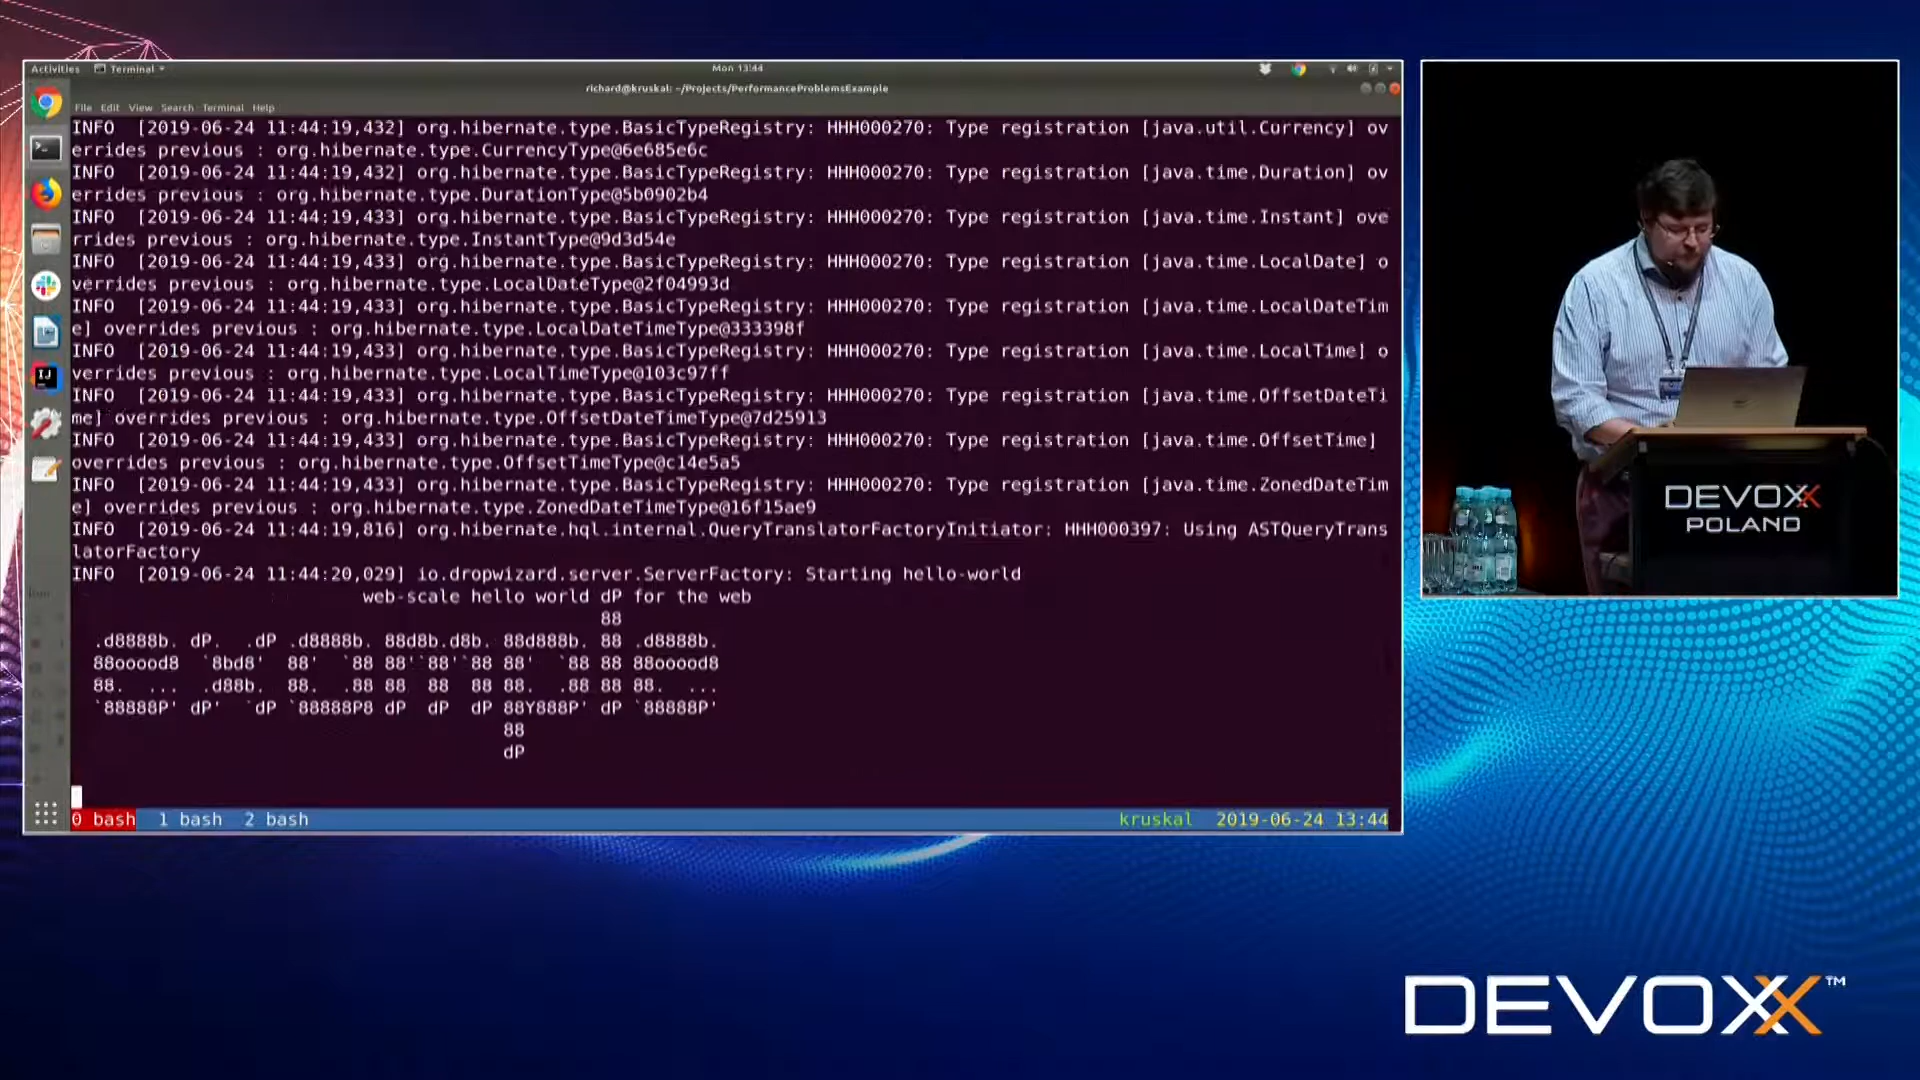 Activities Terminal Mon 13:44
richard@kruskal: ~/Projects/PerformanceProblemsExample
File Edit View Search Terminal Help
INFO [2019-06-24 11:44:19,432] org.hibernate.type.BasicTypeRegistry: HHH000270: Type registration [java.util.Currency] ov
errides previous : org.hibernate.type.CurrencyType@6e685e6c
INFO [2019-06-24 11:44:19,432] org.hibernate.type.BasicTypeRegistry: HHH000270: Type registration [java.time.Duration] ov
errides previous : org.hibernate.type.DurationType@5b0902b4
INFO [2019-06-24 11:44:19,433] org.hibernate.type.BasicTypeRegistry: HHH000270: Type registration [java.time.Instant] ove
rrides previous : org.hibernate.type.InstantType@9d3d54e
INFO [2019-06-24 11:44:19,433] org.hibernate.type.BasicTypeRegistry: HHH000270: Type registration [java.time.LocalDate] o
verrides previous : org.hibernate.type.LocalDateType@2f04993d
INFO [2019-06-24 11:44:19,433] org.hibernate.type.BasicTypeRegistry: HHH000270: Type registration [java.time.LocalDateTim
e] overrides previous : org.hibernate.type.LocalDateTimeType@333398f
INFO [2019-06-24 11:44:19,433] org.hibernate.type.BasicTypeRegistry: HHH000270: Type registration [java.time.LocalTime] o
verrides previous : org.hibernate.type.LocalTimeType@103c97ff
INFO [2019-06-24 11:44:19,433] org.hibernate.type.BasicTypeRegistry: HHH000270: Type registration [java.time.OffsetDateTi
me] overrides previous : org.hibernate.type.OffsetDateTimeType@7d25913
INFO [2019-06-24 11:44:19,433] org.hibernate.type.BasicTypeRegistry: HHH000270: Type registration [java.time.OffsetTime]
overrides previous : org.hibernate.type.OffsetTimeType@c14e5a5
INFO [2019-06-24 11:44:19,433] org.hibernate.type.BasicTypeRegistry: HHH000270: Type registration [java.time.ZonedDateTim
e] overrides previous : org.hibernate.type.ZonedDateTimeType@16f15ae9
INFO [2019-06-24 11:44:19,816] org.hibernate.hql.internal.QueryTranslatorFactoryInitiator: HHH000397: Using ASTQueryTrans
latorFactory
INFO [2019-06-24 11:44:20,029] io.dropwizard.server.ServerFactory: Starting hello-world
web-scale hello world dP for the web
88
.d8888b. dP. .dP .d8888b. 88d8b.d8b. 88d888b. 88 .d8888b.
88ooood8 `8bd8' 88' `88 88'`88'`88 88' `88 88 88ooood8
88. ... .d88b. 88. .88 88 88 88 88. .88 88 88. ...
`88888P' dP' `dP `88888P8 dP dP dP 88Y888P' dP `88888P'
88
dP
0 bash 1 bash 2 bash kruskal 2019-06-24 13:44
DEVOXX
POLAND
DEVOXX™